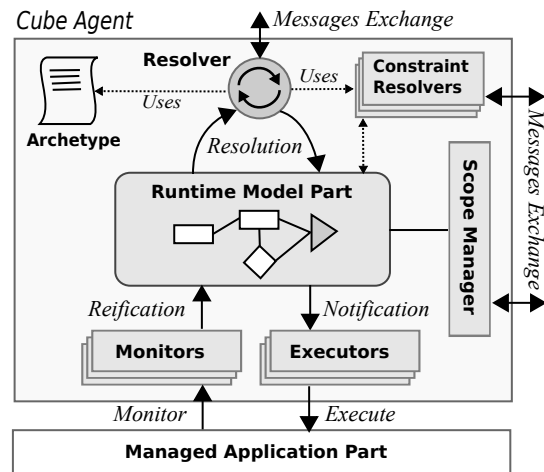 Cube Agent
Messages Exchange
Resolver
Uses
Uses
Constraint
Resolvers
Archetype
Resolution
Messages Exchange
Runtime Model Part
Scope Manager
Reification
Notification
Monitors
Executors
Monitor
Execute
Managed Application Part